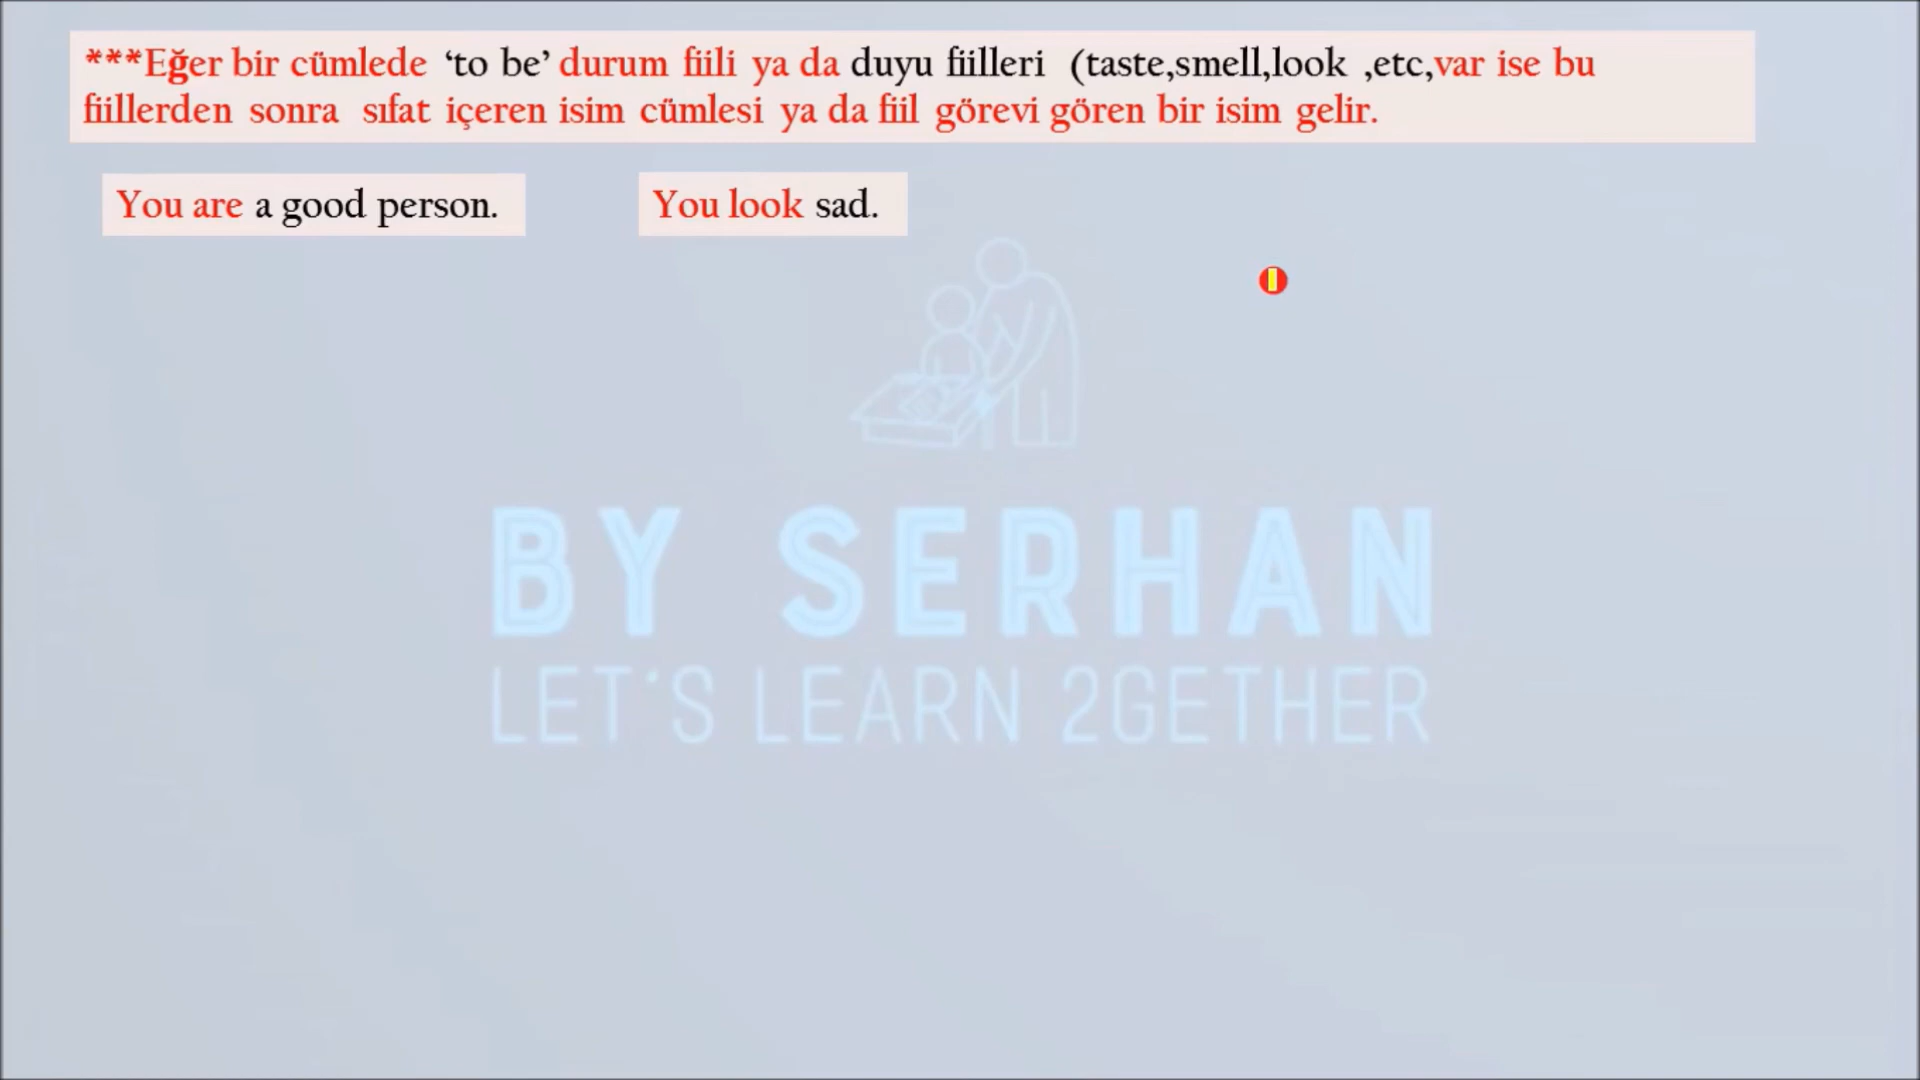 ***Eğer bir cümlede ‘to be’ durum fiili ya da duyu fiilleri (taste,smell,look ,etc,var ise bu
fiillerden sonra sıfat içeren isim cümlesi ya da fiil görevi gören bir isim gelir.
You are a good person.
You look sad.
BY SERHAN
LET'S LEARN 2GETHER